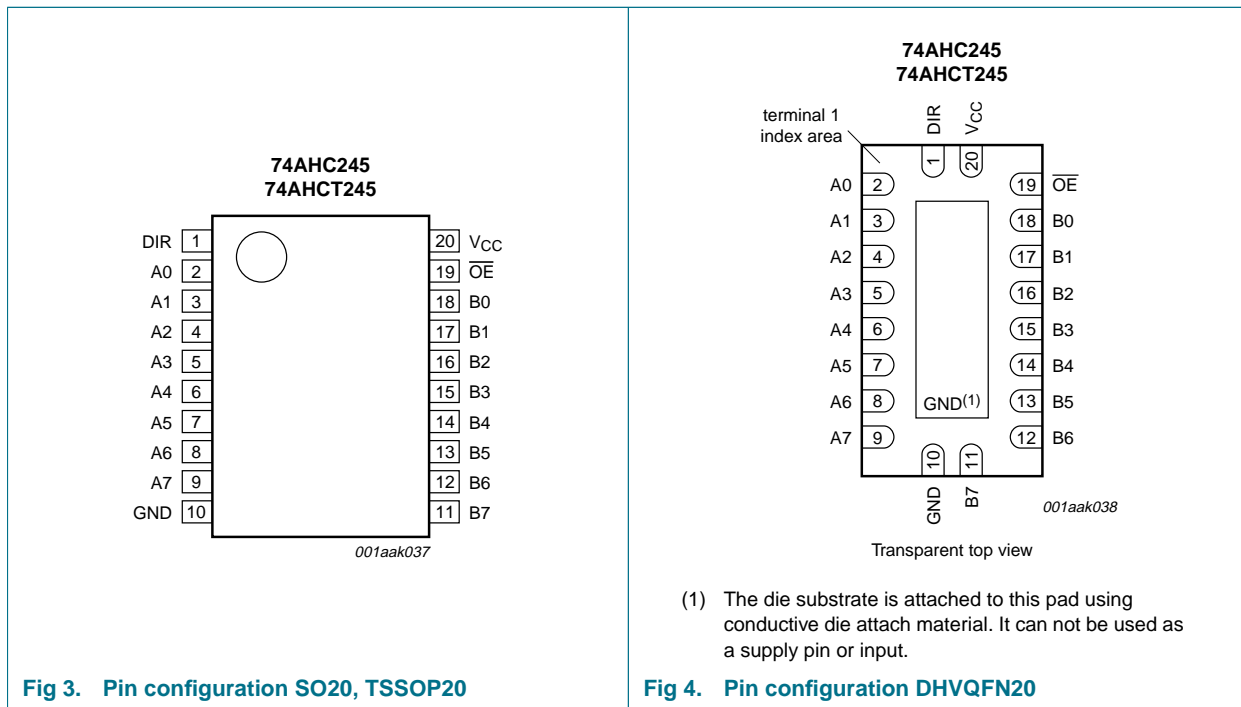 74AHC245
74AHCT245
DIR 1
A0 2
A1 3
A2 4
A3 5
A4 6
A5 7
A6 8
A7 9
GND 10
20 VCC
19 OE
18 B0
17 B1
16 B2
15 B3
14 B4
13 B5
12 B6
11 B7
001aak037
Fig 3. Pin configuration SO20, TSSOP20
74AHC245
74AHCT245
terminal 1
index area
DIR
VCC
1
20
A0 2
A1 3
A2 4
A3 5
A4 6
A5 7
A6 8
A7 9
19 OE
18 B0
17 B1
16 B2
15 B3
14 B4
13 B5
12 B6
GND(1)
10
11
GND
B7
001aak038
Transparent top view
(1) The die substrate is attached to this pad using
conductive die attach material. It can not be used as
a supply pin or input.
Fig 4. Pin configuration DHVQFN20